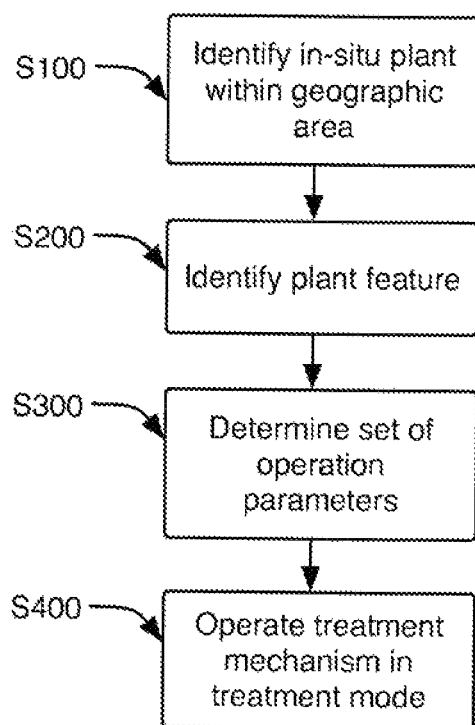 S100
Identify in-situ plant
within geographic
area
S200
Identify plant feature
S300
Determine set of
operation
parameters
S400
Operate treatment
mechanism in
treatment mode